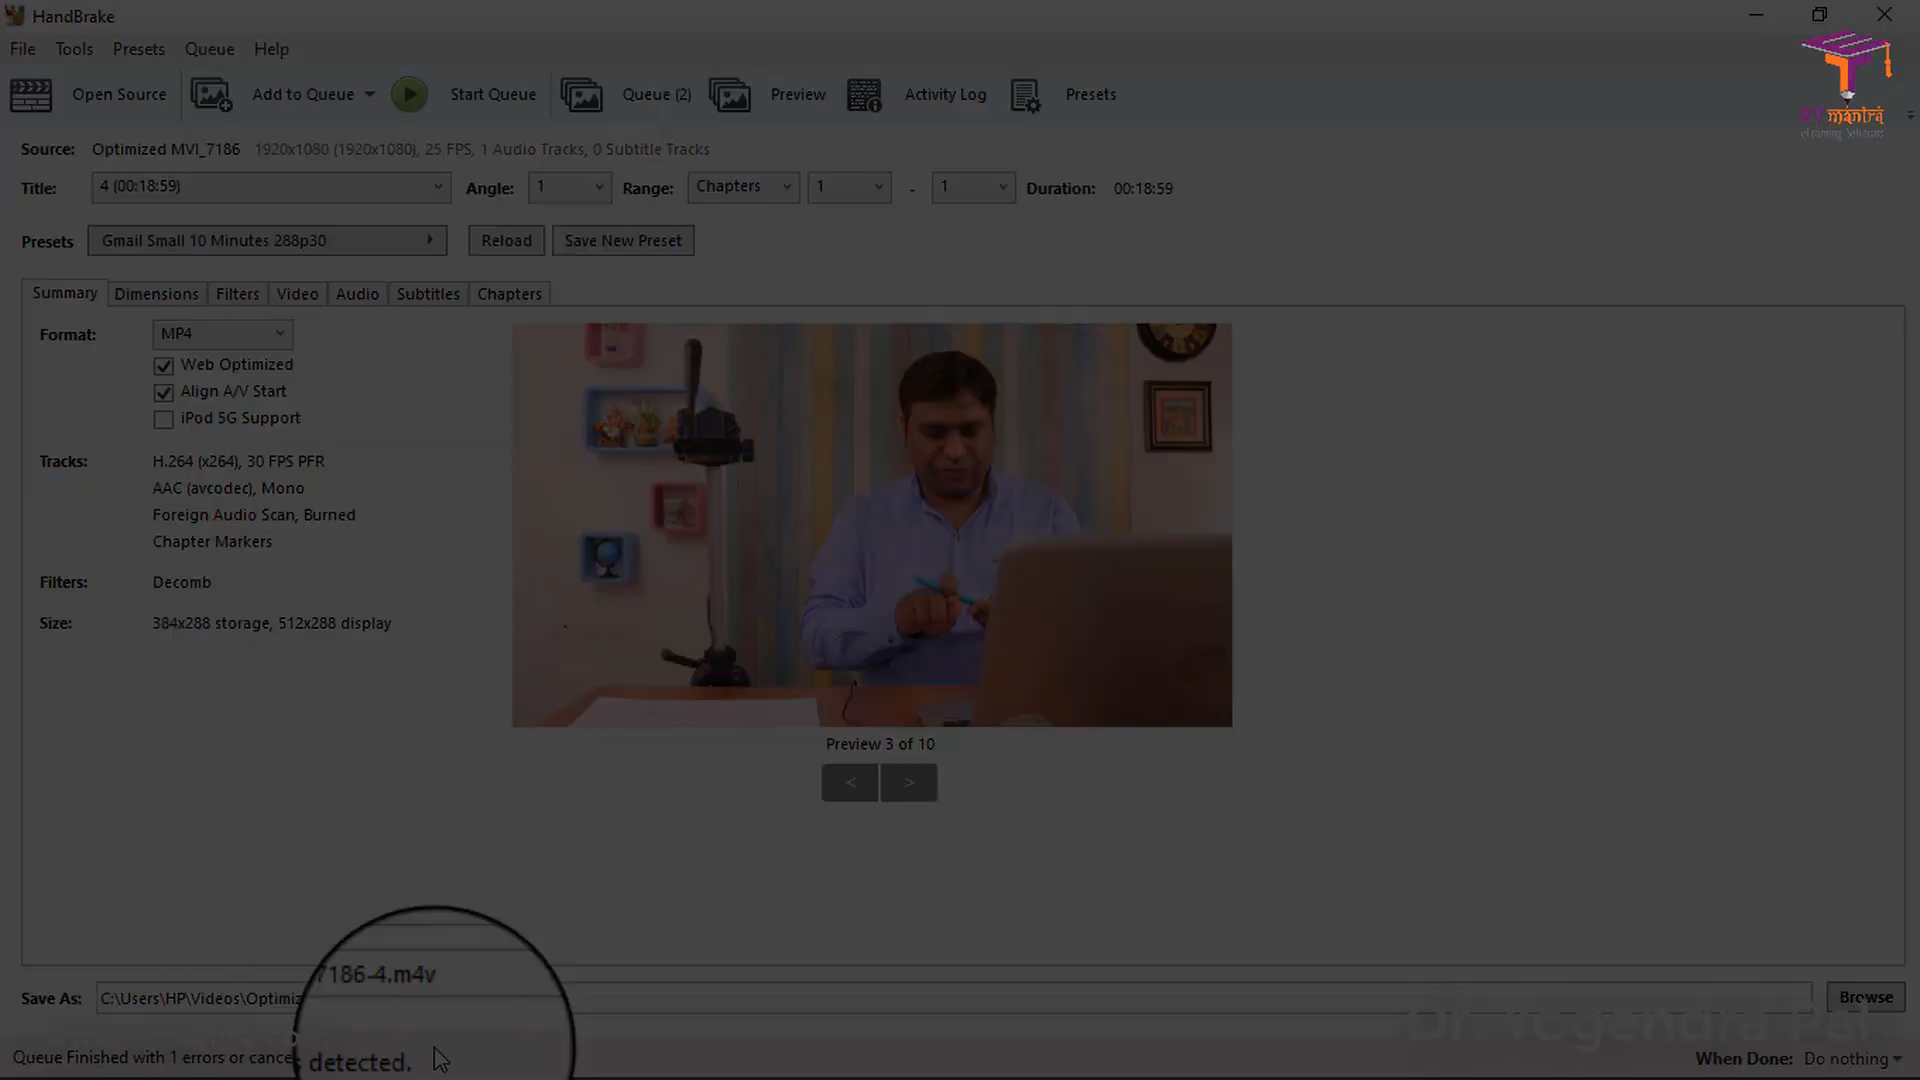 HandBrake
File Tools Presets Queue Help
Open Source Add to Queue Start Queue Queue (2) Preview Activity Log Presets
mantra
eLearning Solutions
Source: Optimized MVI_7186 1920x1080 (1920x1080), 25 FPS, 1 Audio Tracks, 0 Subtitle Tracks
Title: 4 (00:18:59) Angle: 1 Range: Chapters 1 - 1 Duration: 00:18:59
Presets Gmail Small 10 Minutes 288p30 Reload Save New Preset
Summary Dimensions Filters Video Audio Subtitles Chapters
Format: MP4
Web Optimized
Align A/V Start
iPod 5G Support
Tracks: H.264 (x264), 30 FPS PFR
AAC (avcodec), Mono
Foreign Audio Scan, Burned
Chapter Markers
Filters: Decomb
Size: 384x288 storage, 512x288 display
Preview 3 of 10
< >
7186-4.m4v
Save As: C:\Users\HP\Videos\Optimiz Browse
Dr. Yogendra Pal
Queue Finished with 1 errors or cance detected. When Done: Do nothing